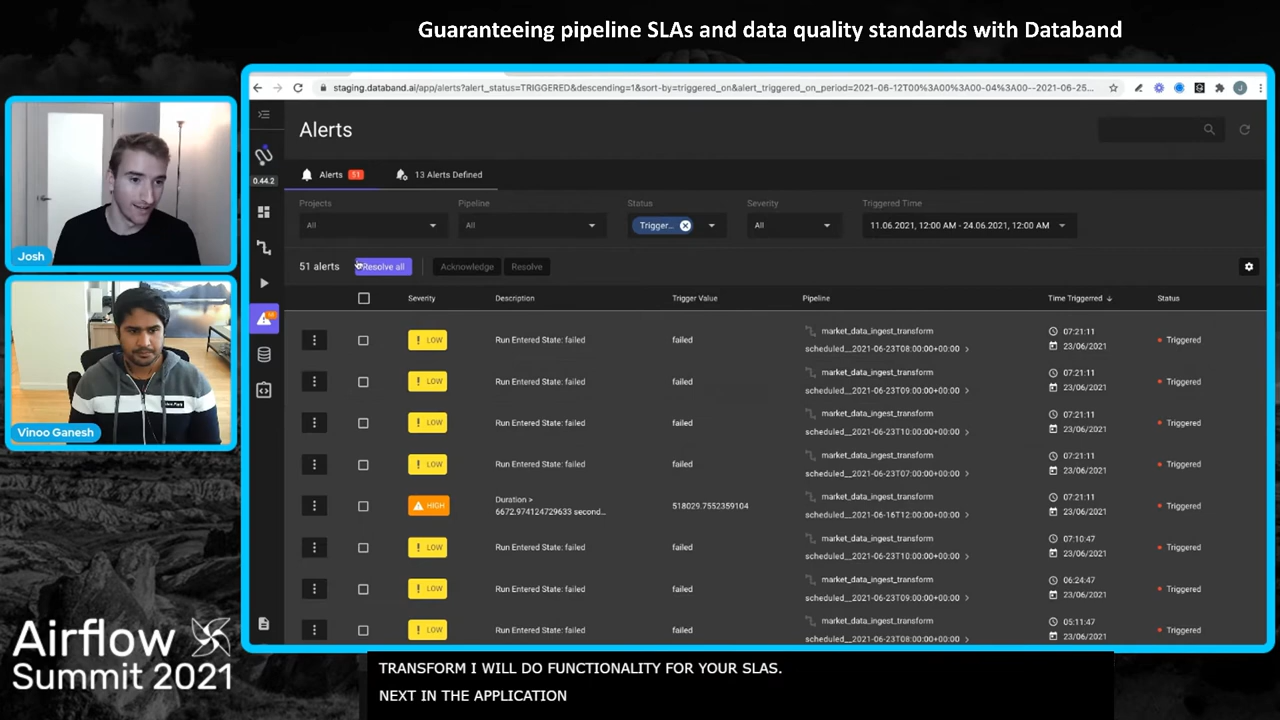 Guaranteeing pipeline SLAs and data quality standards with Databand
Josh
Vinoo Ganesh
Airflow
Summit 2021
staging.databand.ai/app/alerts?alert_status=TRIGGERED&descending=1&sort-by=triggered_on&alert_triggered_on_period=2021-06-12T00%3A00%3A00-04%3A00--2021-06-25...
J
0.44.2
Alerts
Alerts 51 13 Alerts Defined
Projects Pipeline Status Severity Triggered Time
All All Trigger... All 11.06.2021, 12:00 AM - 24.06.2021, 12:00 AM
51 alerts Resolve all Acknowledge Resolve
Severity Description Trigger Value Pipeline Time Triggered Status
LOW Run Entered State: failed failed market_data_ingest_transform 07:21:11 Triggered
scheduled__2021-06-23T08:00:00+00:00 23/06/2021
LOW Run Entered State: failed failed market_data_ingest_transform 07:21:11 Triggered
scheduled__2021-06-23T09:00:00+00:00 23/06/2021
LOW Run Entered State: failed failed market_data_ingest_transform 07:21:11 Triggered
scheduled__2021-06-23T10:00:00+00:00 23/06/2021
LOW Run Entered State: failed failed market_data_ingest_transform 07:21:11 Triggered
scheduled__2021-06-23T07:00:00+00:00 23/06/2021
HIGH Duration > 518029.7552359104 market_data_ingest_transform 07:21:11 Triggered
6672.974124729633 second... scheduled__2021-06-16T12:00:00+00:00 23/06/2021
LOW Run Entered State: failed failed market_data_ingest_transform 07:10:47 Triggered
scheduled__2021-06-23T10:00:00+00:00 23/06/2021
LOW Run Entered State: failed failed market_data_ingest_transform 06:24:47 Triggered
scheduled__2021-06-23T09:00:00+00:00 23/06/2021
LOW Run Entered State: failed failed market_data_ingest_transform 05:11:47 Triggered
scheduled__2021-06-23T08:00:00+00:00 23/06/2021
TRANSFORM I WILL DO FUNCTIONALITY FOR YOUR SLAS.
NEXT IN THE APPLICATION